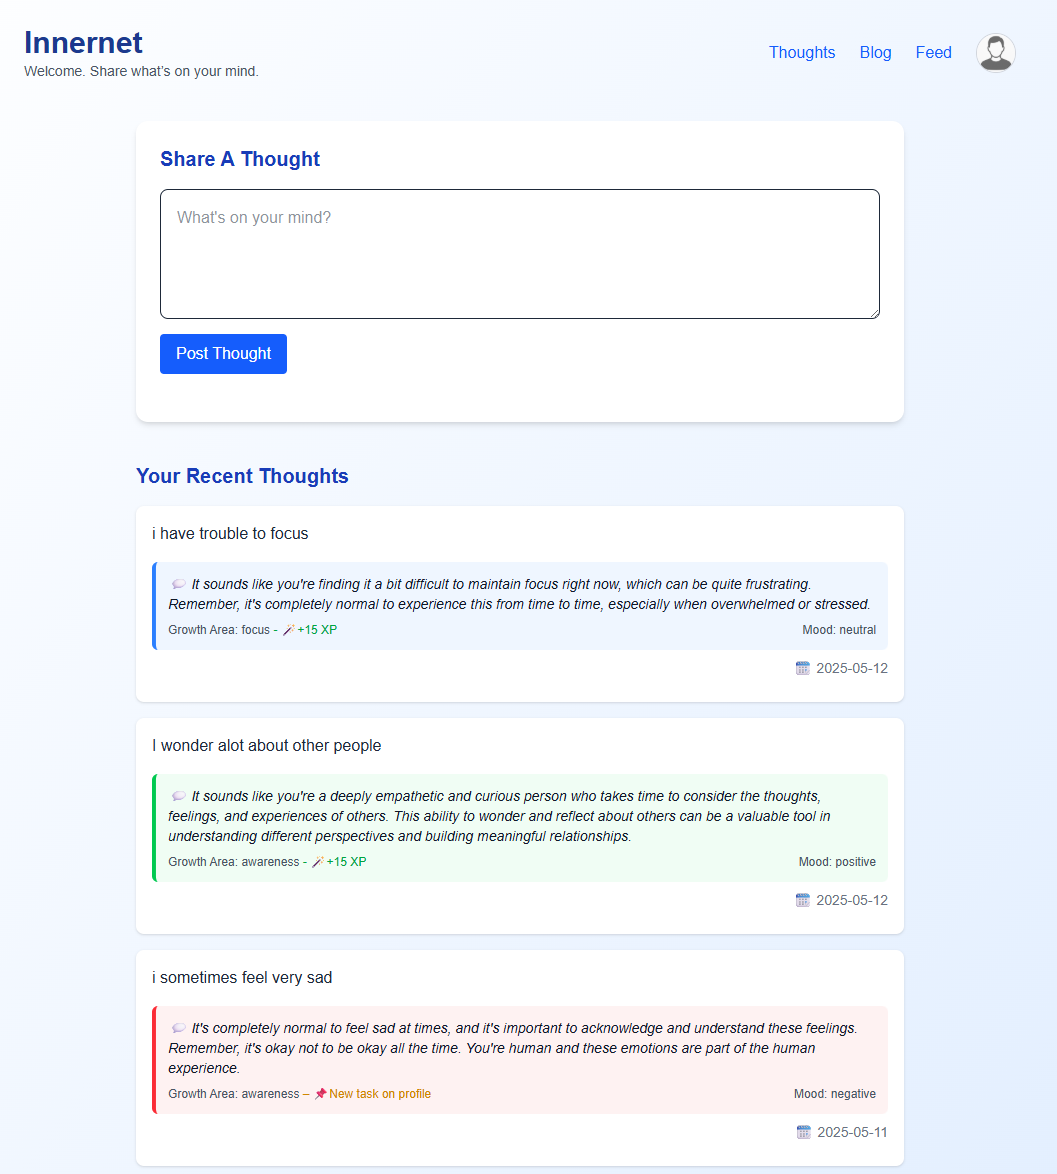 Innernet
Welcome. Share what's on your mind.
Thoughts Blog Feed
Share A Thought
What's on your mind?
Post Thought
Your Recent Thoughts
i have trouble to focus
💬 It sounds like you're finding it a bit difficult to maintain focus right now, which can be quite frustrating.
Remember, it's completely normal to experience this from time to time, especially when overwhelmed or stressed.
Growth Area: focus - 🪄+15 XP Mood: neutral
🗓️ 2025-05-12
I wonder alot about other people
💬 It sounds like you're a deeply empathetic and curious person who takes time to consider the thoughts,
feelings, and experiences of others. This ability to wonder and reflect about others can be a valuable tool in
understanding different perspectives and building meaningful relationships.
Growth Area: awareness - 🪄+15 XP Mood: positive
🗓️ 2025-05-12
i sometimes feel very sad
💬 It's completely normal to feel sad at times, and it's important to acknowledge and understand these feelings.
Remember, it's okay not to be okay all the time. You're human and these emotions are part of the human
experience.
Growth Area: awareness – 📌New task on profile Mood: negative
🗓️ 2025-05-11